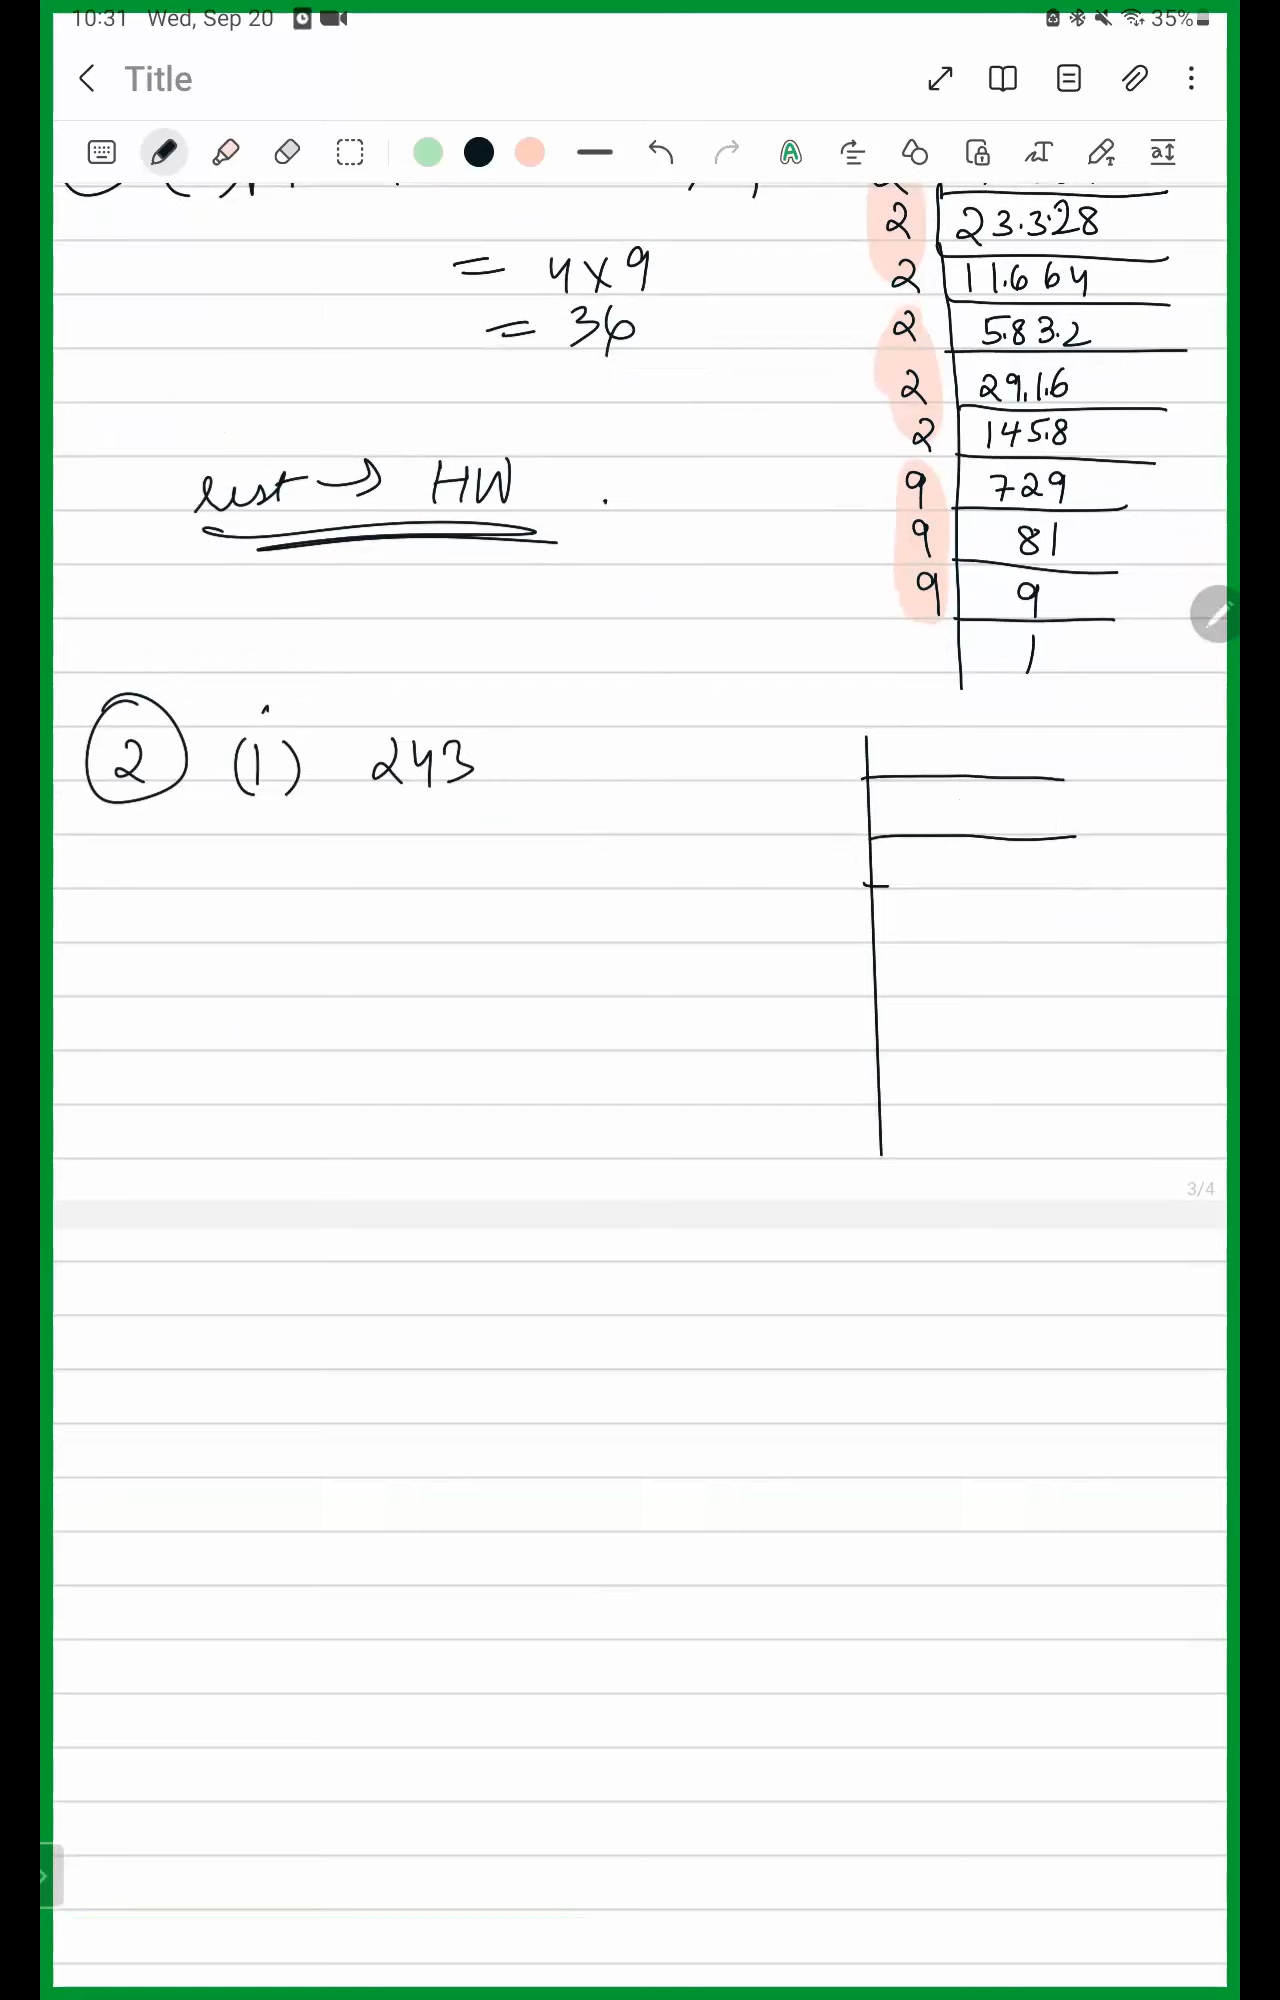 10:31 Wed, Sep 20 35%
Title
2 23328
= 4 x 9
2 11664
= 36
2 5832
2 2916
2 1458
rest → HW .
9 729
9 81
9 9
1
2 (i) 243
3/4